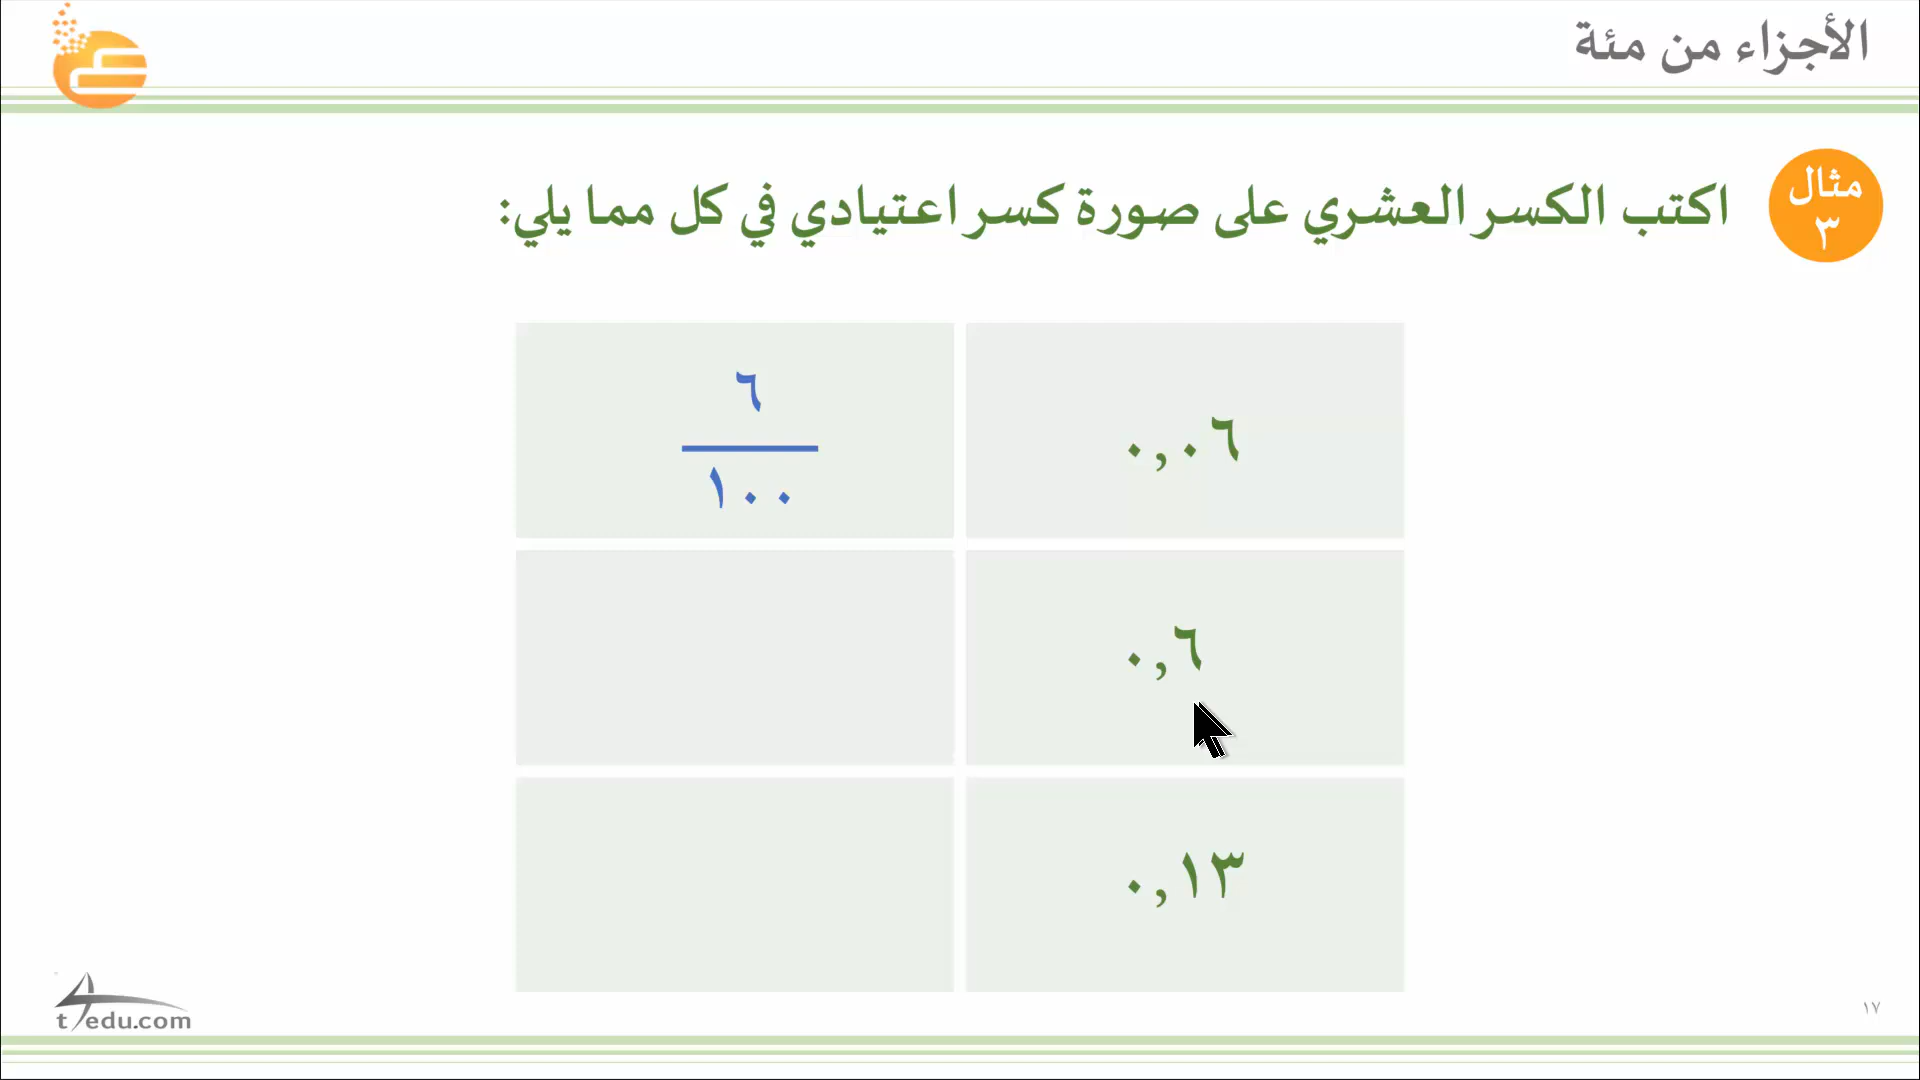 الأجزاء من مئة
مثال
٣
اكتب الكسر العشري على صورة كسر اعتيادي في كل مما يلي:
٠,٠٦
٦
١٠٠
٠,٦
٠,١٣
t4edu.com
١٧